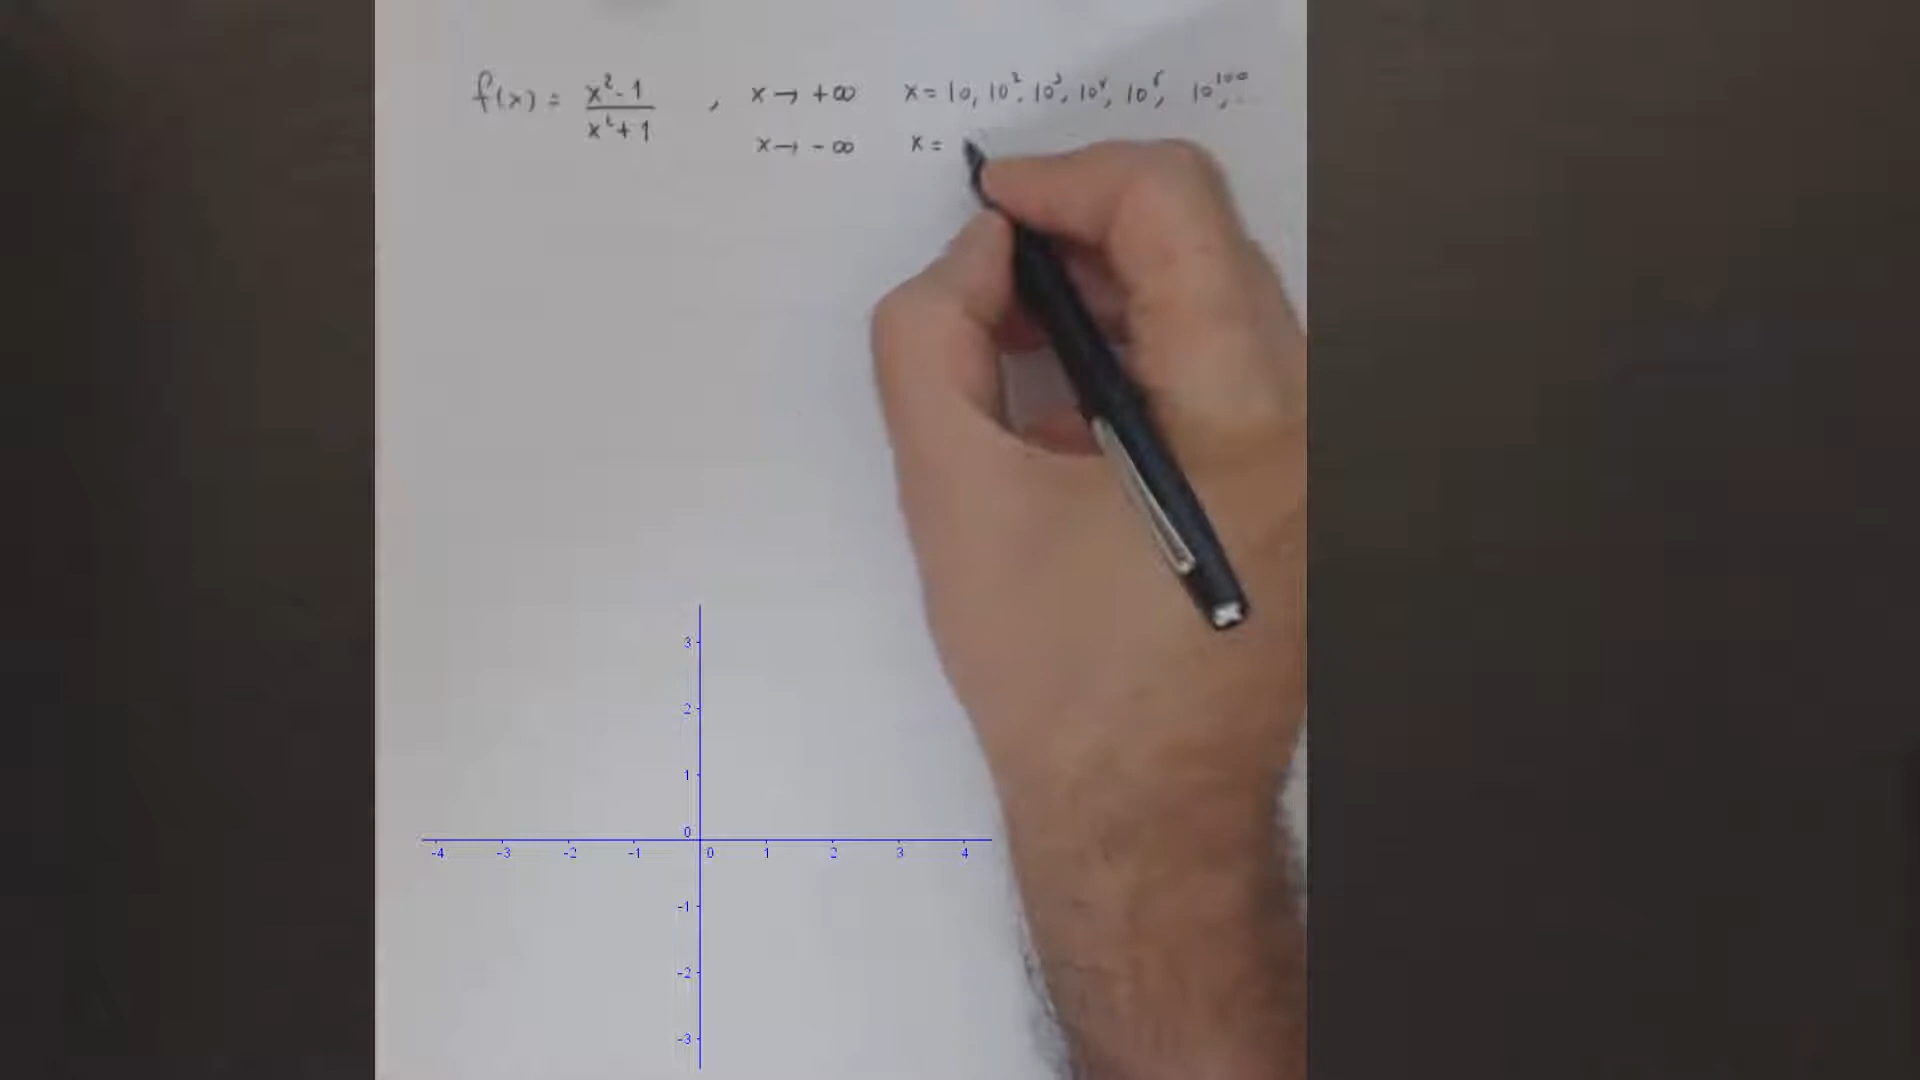 f(x) = x²-1 / x²+1 , x → +∞ x = 10, 10², 10³, 10⁴, 10⁶, 10¹⁰⁰, ...
x → -∞ x =
3
2
1
0
-4 -3 -2 -1 0 1 2 3 4
-1
-2
-3